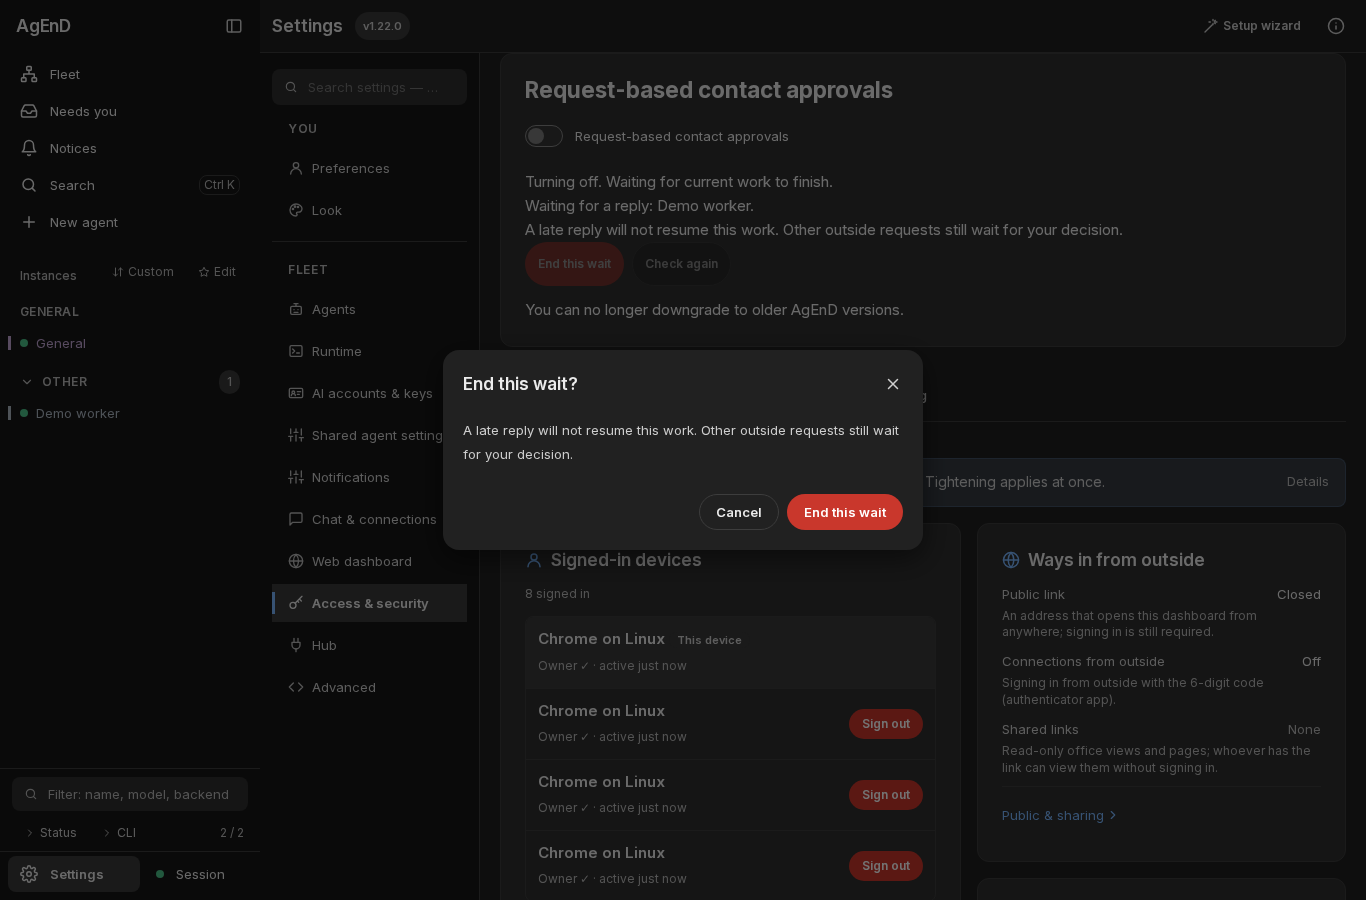 AgEnD
Fleet
Needs you
Notices
Search
Ctrl K
New agent
Instances
Custom
Edit
GENERAL
General
OTHER
1
Demo worker
Filter: name, model, backend
Status
CLI
2 / 2
Settings
Session
Settings
v1.22.0
Setup wizard
Search settings — ...
YOU
Preferences
Look
FLEET
Agents
Runtime
AI accounts & keys
Shared agent setting
Notifications
Chat & connections
Web dashboard
Access & security
Hub
Advanced
Request-based contact approvals
Request-based contact approvals
Turning off. Waiting for current work to finish.
Waiting for a reply: Demo worker.
A late reply will not resume this work. Other outside requests still wait for your decision.
End this wait
Check again
You can no longer downgrade to older AgEnD versions.
End this wait?
A late reply will not resume this work. Other outside requests still wait
for your decision.
Cancel
End this wait
Tightening applies at once.
Details
Signed-in devices
8 signed in
Chrome on Linux
This device
Owner ✓ · active just now
Chrome on Linux
Owner ✓ · active just now
Sign out
Chrome on Linux
Owner ✓ · active just now
Sign out
Chrome on Linux
Owner ✓ · active just now
Sign out
Ways in from outside
Public link
Closed
An address that opens this dashboard from
anywhere; signing in is still required.
Connections from outside
Off
Signing in from outside with the 6-digit code
(authenticator app).
Shared links
None
Read-only office views and pages; whoever has the
link can view them without signing in.
Public & sharing